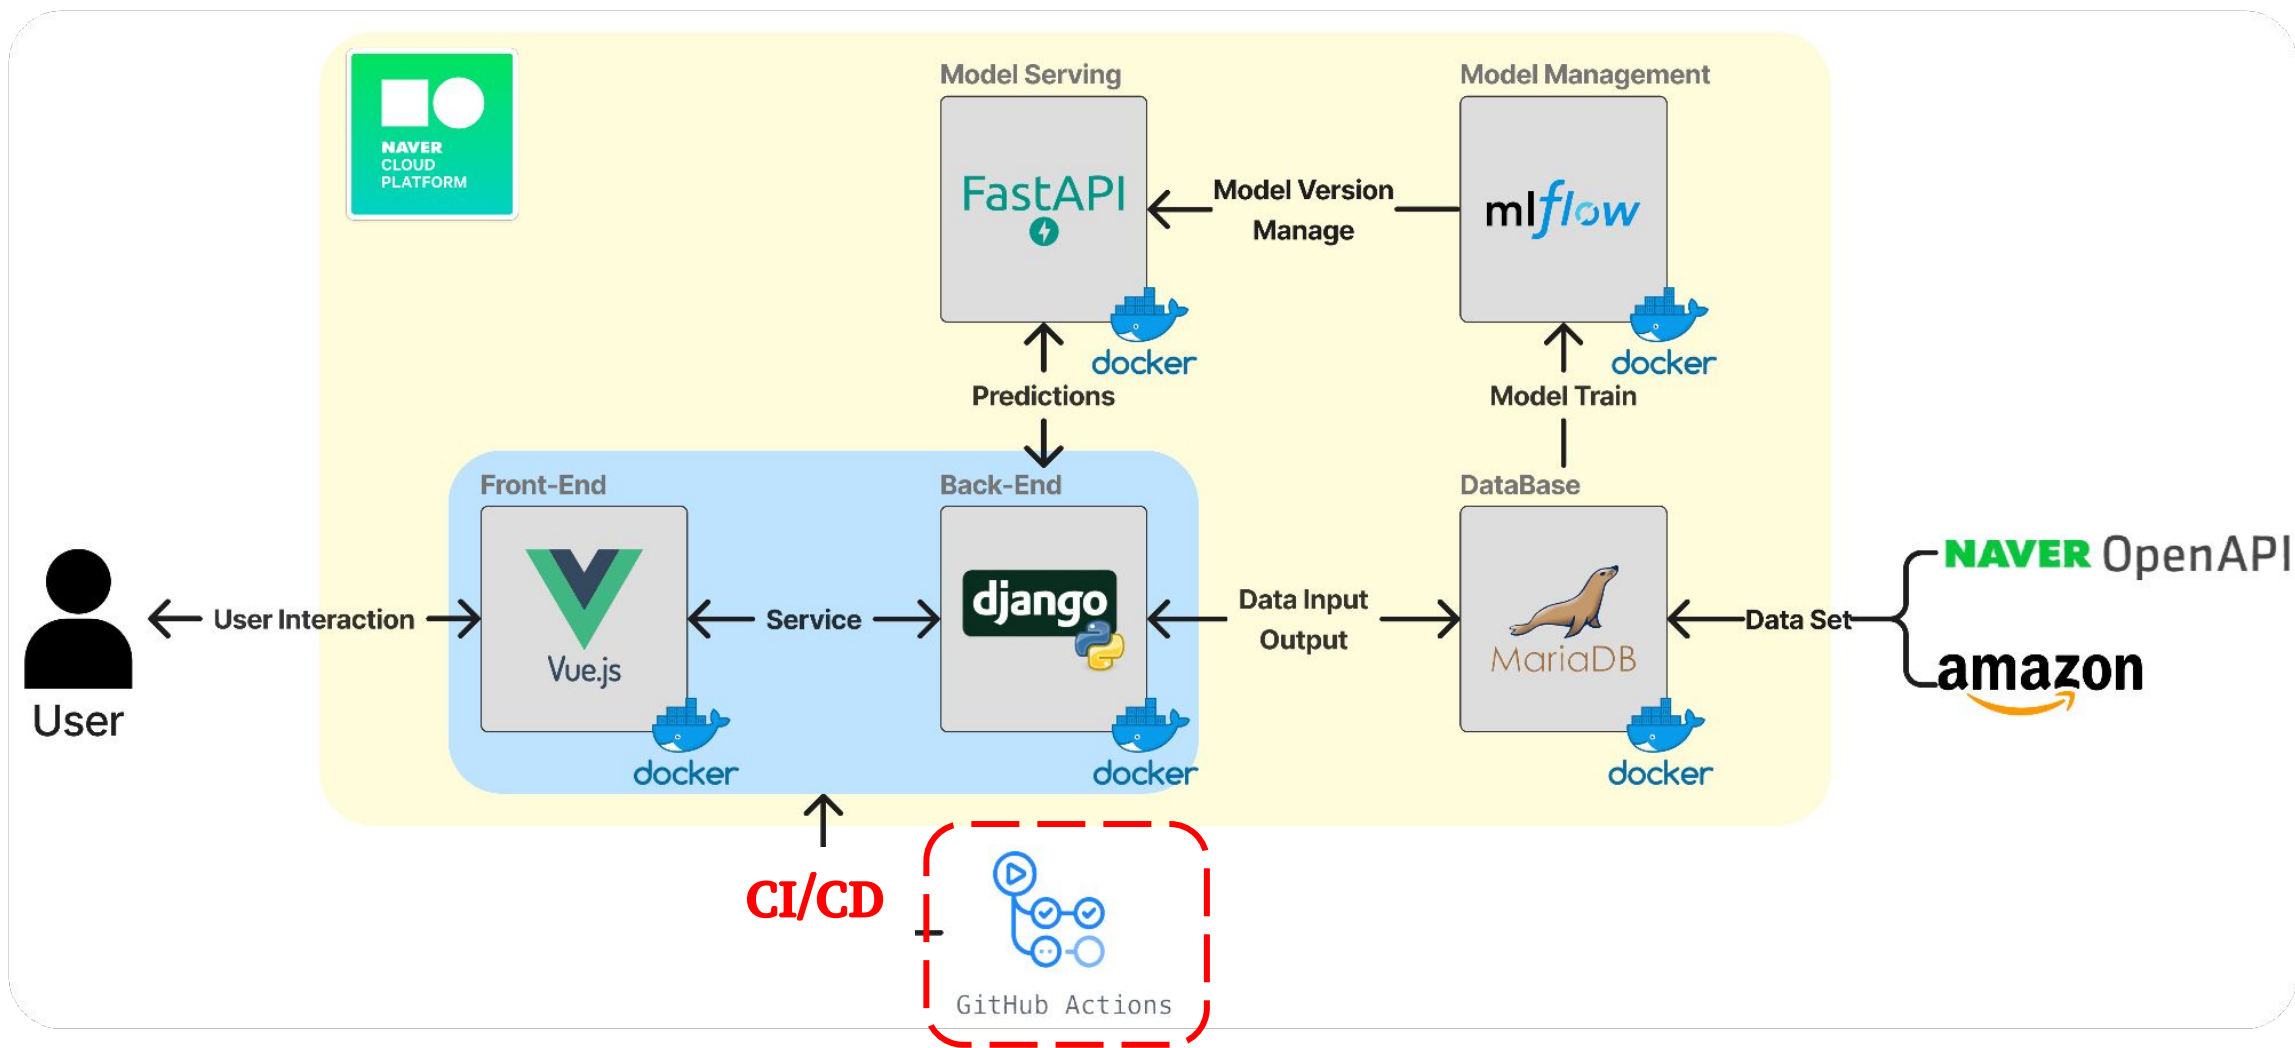 NAVER
CLOUD
PLATFORM
Model Serving
FastAPI
docker
Model Version
Manage
Model Management
mlflow
docker
Predictions
Model Train
Front-End
Vue.js
docker
Back-End
django
docker
DataBase
MariaDB
docker
User
User Interaction
Service
Data Input
Output
Data Set
NAVER OpenAPI
amazon
CI/CD
GitHub Actions